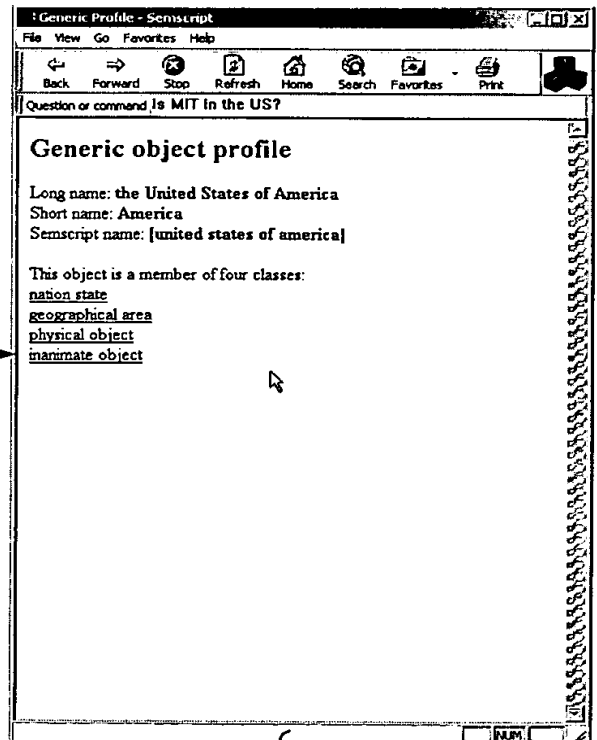 Generic Profile - Semscript
File View Go Favorites Help
Back Forward Stop Refresh Home Search Favorites Print
Question or command Is MIT in the US?
Generic object profile
Long name: the United States of America
Short name: America
Semscript name: [united states of america]
This object is a member of four classes:
nation state
geographical area
physical object
inanimate object
NUM